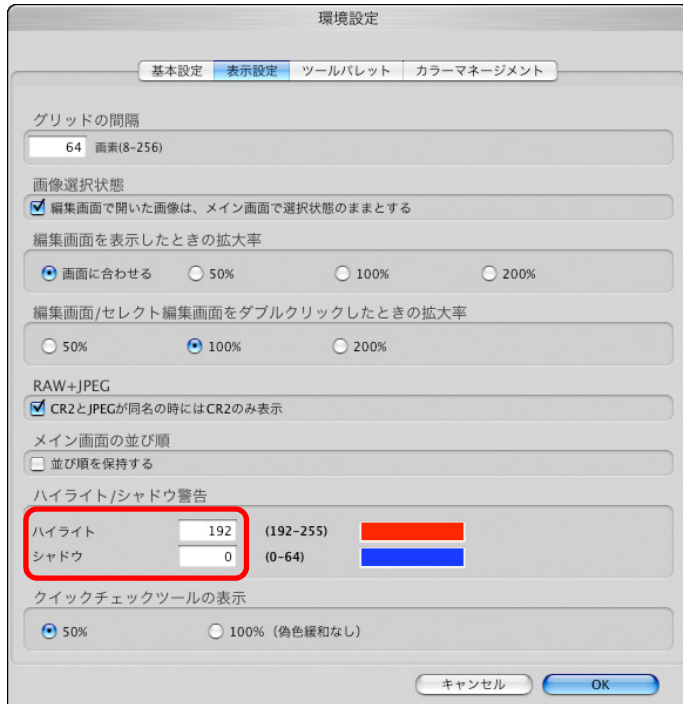 環境設定
基本設定 表示設定 ツールパレット カラーマネージメント
グリッドの間隔
64 画素(8-256)
画像選択状態
編集画面で開いた画像は、メイン画面で選択状態のままとする
編集画面を表示したときの拡大率
画面に合わせる 50% 100% 200%
編集画面/セレクト編集画面をダブルクリックしたときの拡大率
50% 100% 200%
RAW+JPEG
CR2とJPEGが同名の時にはCR2のみ表示
メイン画面の並び順
並び順を保持する
ハイライト/シャドウ警告
ハイライト 192 (192-255)
シャドウ 0 (0-64)
クイックチェックツールの表示
50% 100% (偽色緩和なし)
キャンセル OK